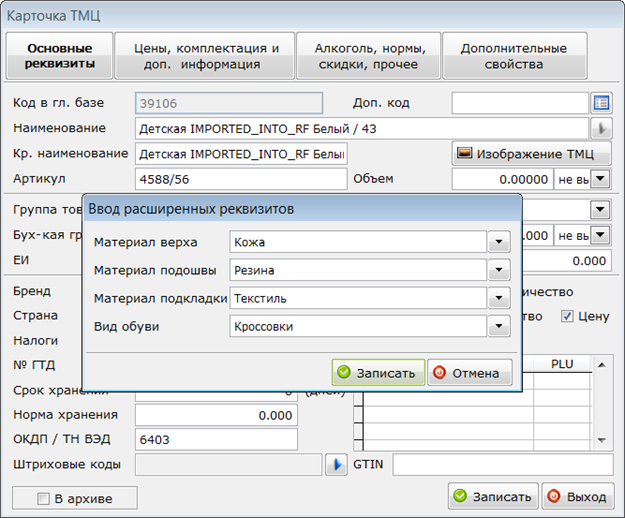 Карточка ТМЦ
Основные реквизиты
Цены, комплектация и доп. информация
Алкоголь, нормы, скидки, прочее
Дополнительные свойства
Код в гл. базе 39106 Доп. код
Наименование Детская IMPORTED_INTO_RF Белый / 43
Кр. наименование Детская IMPORTED_INTO_RF Белы Изображение ТМЦ
Артикул 4588/56 Объем 0.00000 не вы
Группа тов
Бух-кая гр .000 не вы
ЕИ 0.000
Ввод расширенных реквизитов
Материал верха Кожа
Материал подошвы Резина
Материал подкладки Текстиль
Вид обуви Кроссовки
Записать Отмена
Бренд ичество
Страна тво Цену
Налоги
№ ГТД PLU
Срок хранения (дней)
Норма хранения 0.000
ОКДП / ТН ВЭД 6403
Штриховые коды GTIN
В архиве Записать Выход